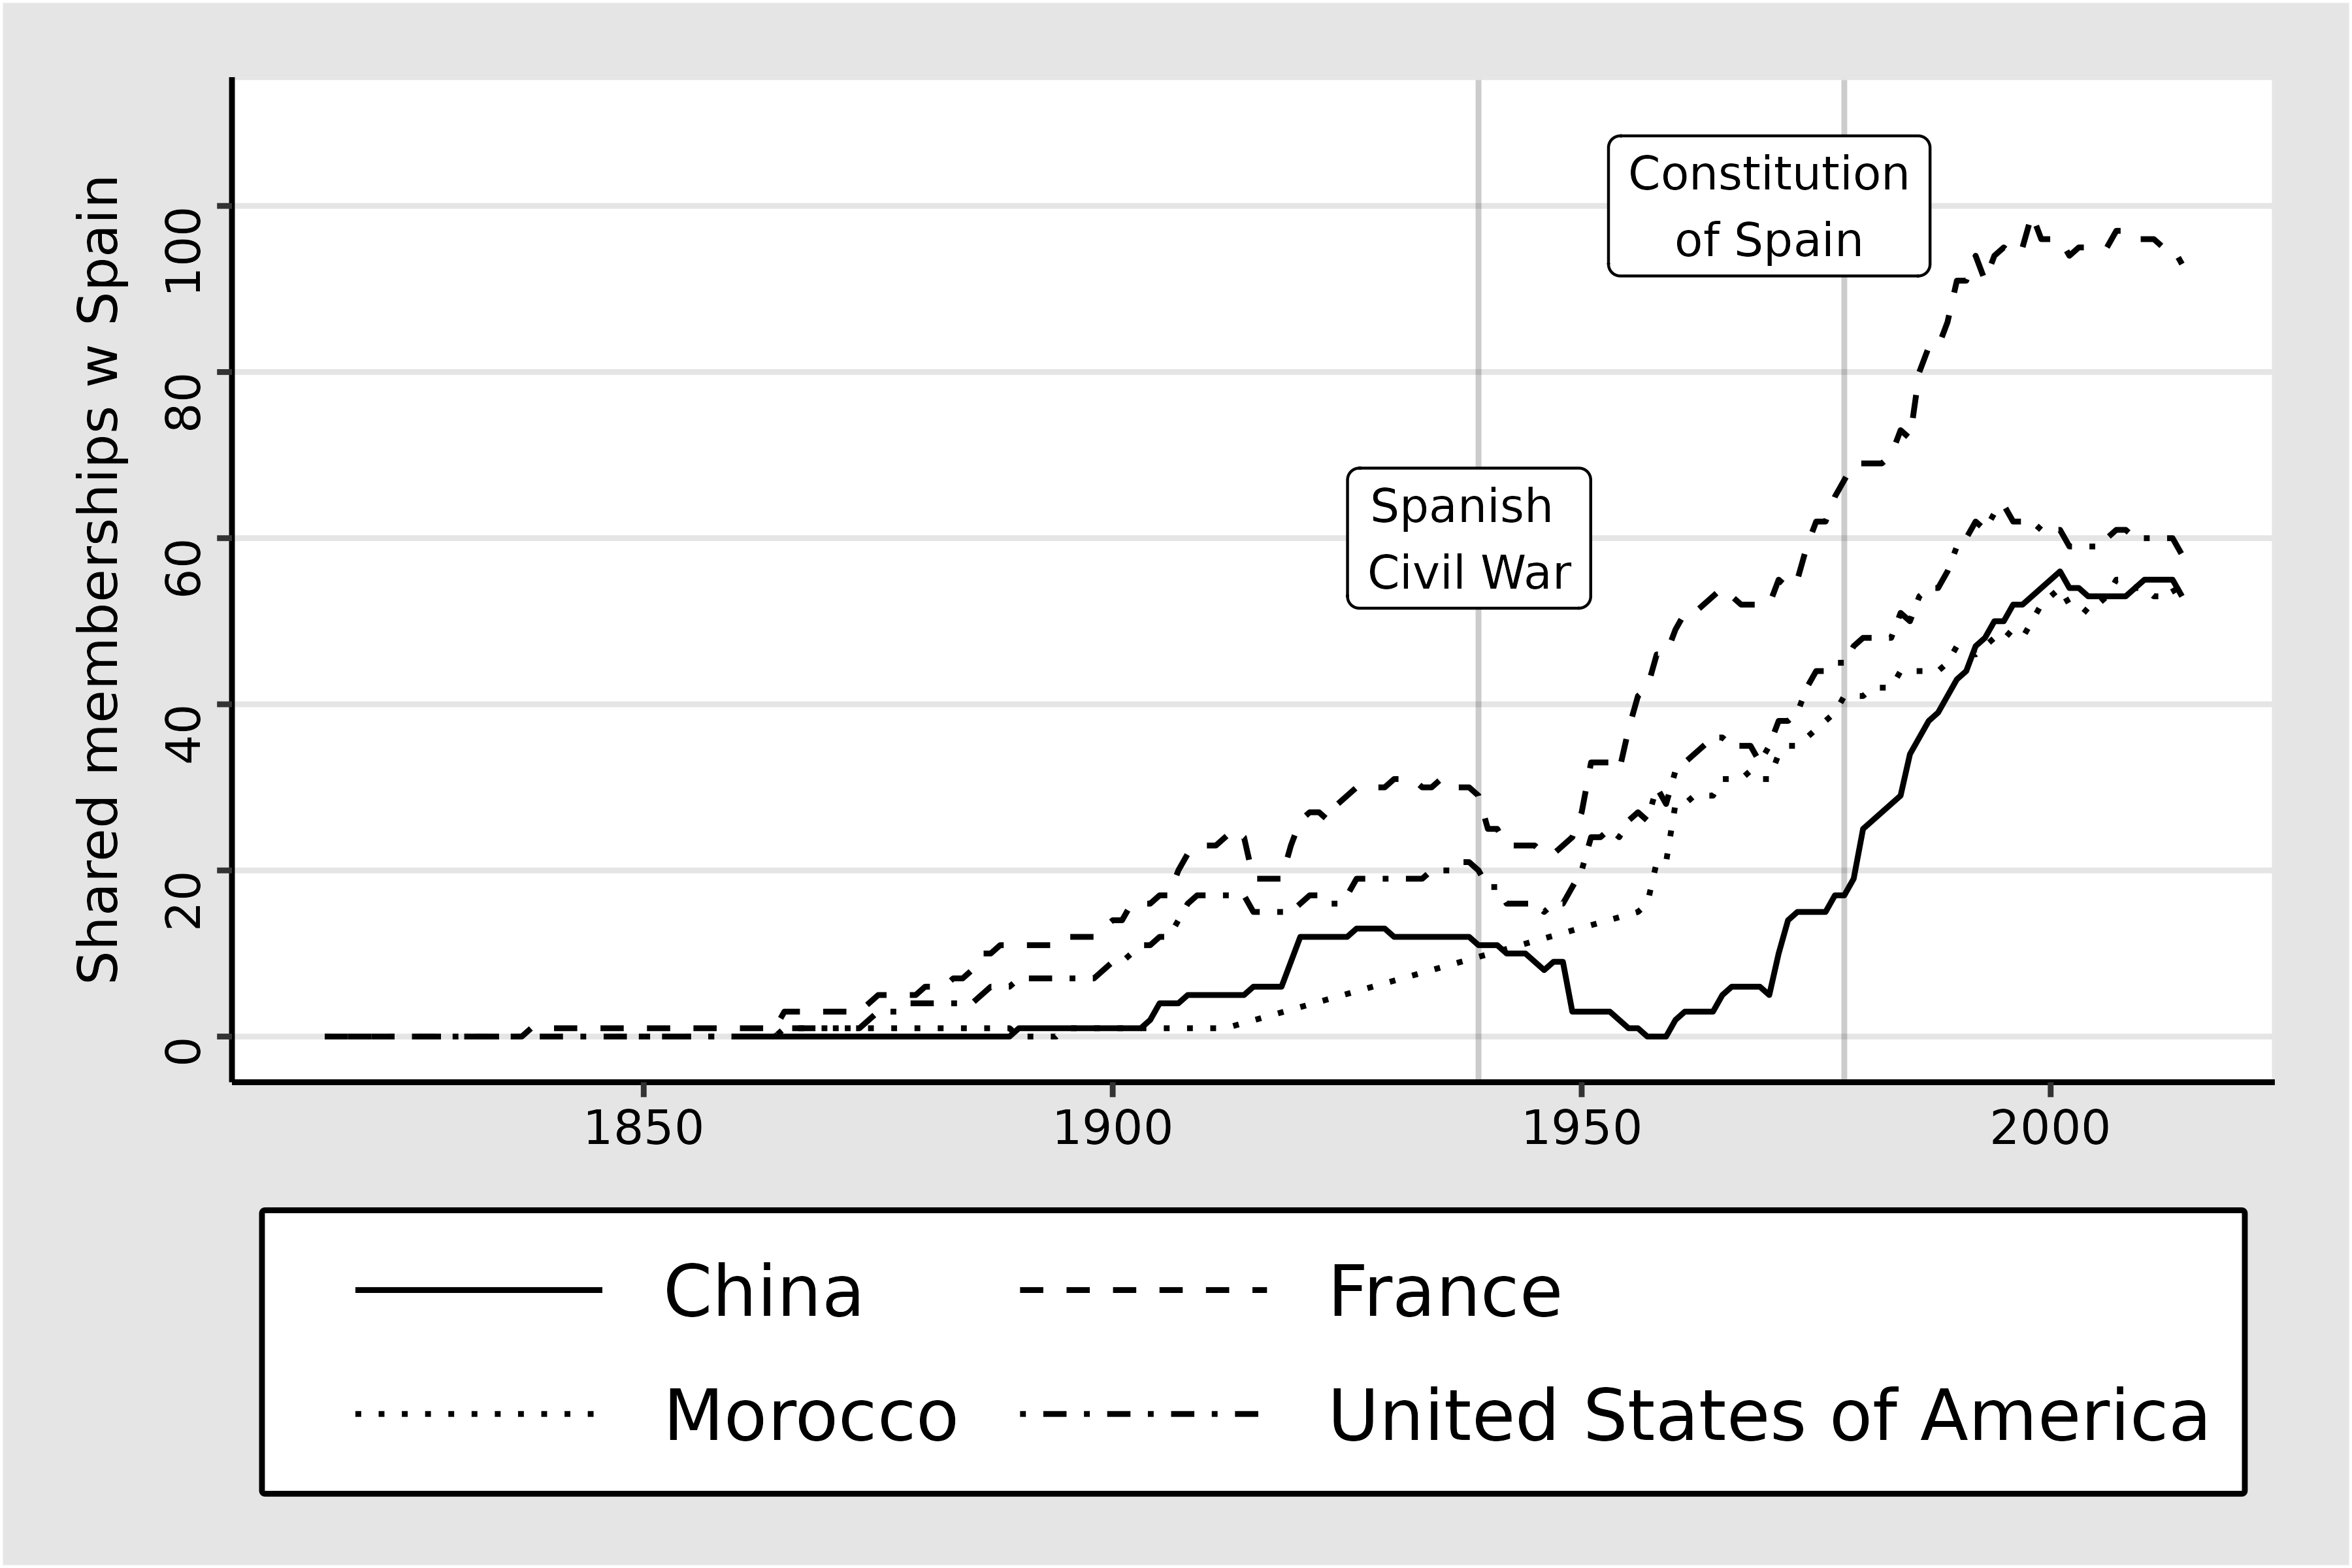 Shared memberships w Spain
100
80
60
40
20
0
Constitution
of Spain
Spanish
Civil War
1850
1900
1950
2000
China
France
Morocco
United States of America